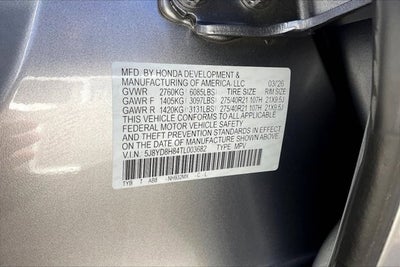 MFD. BY HONDA DEVELOPMENT &
MANUFACTURING OF AMERICA, LLC 03/26
GVWR 2760KG(6085LBS) TIRE SIZE RIM SIZE
GAWR F 1405KG(3097LBS) 275/40R21 107H 21X9.5J
GAWR R 1420KG(3131LBS) 275/40R21 107H 21X9.5J
THIS VEHICLE CONFORMS TO ALL APPLICABLE
FEDERAL MOTOR VEHICLE SAFETY
AND THEFT PREVENTION STANDARDS IN EFFECT
ON THE DATE OF MANUFACTURE SHOWN ABOVE.
V.I.N.: 5J8YD8H84TL003682 TYPE: MPV